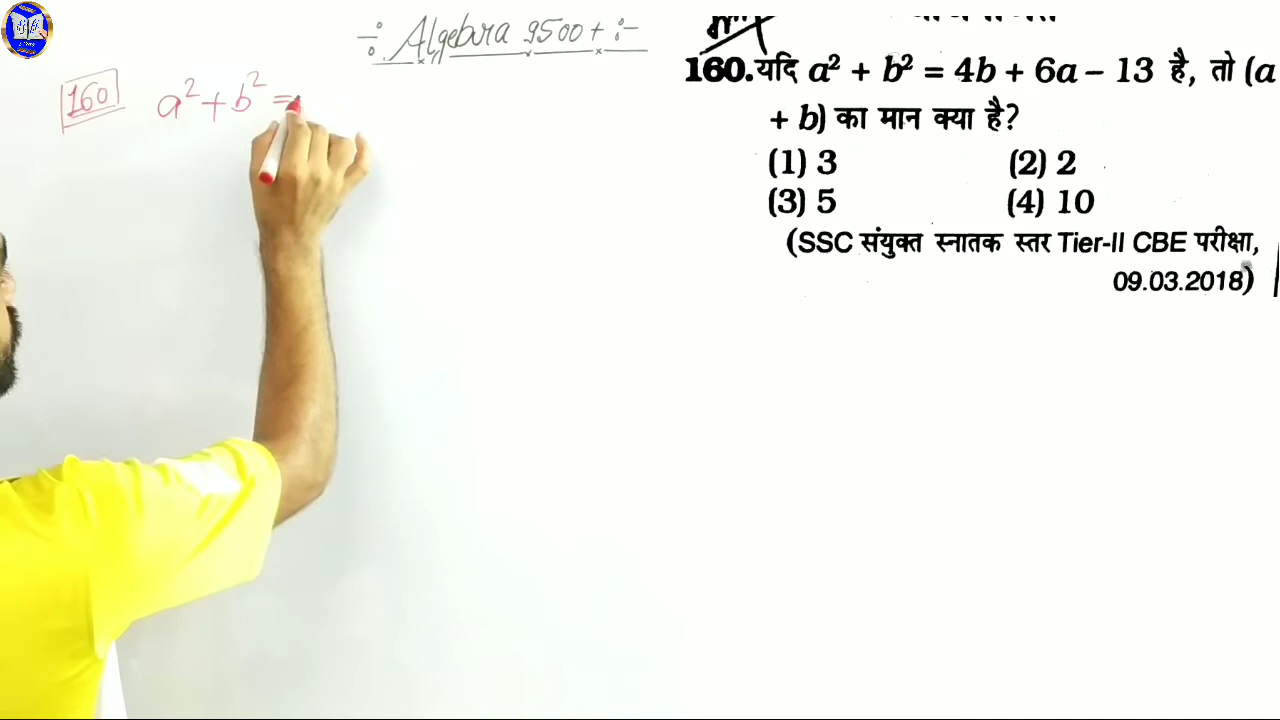 ÷ Algebra 9500+ :-
160 a² + b² =
160. यदि a² + b² = 4b + 6a – 13 है, तो (a
+ b) का मान क्या है?
(1) 3 (2) 2
(3) 5 (4) 10
(SSC संयुक्त स्नातक स्तर Tier-II CBE परीक्षा,
09.03.2018)